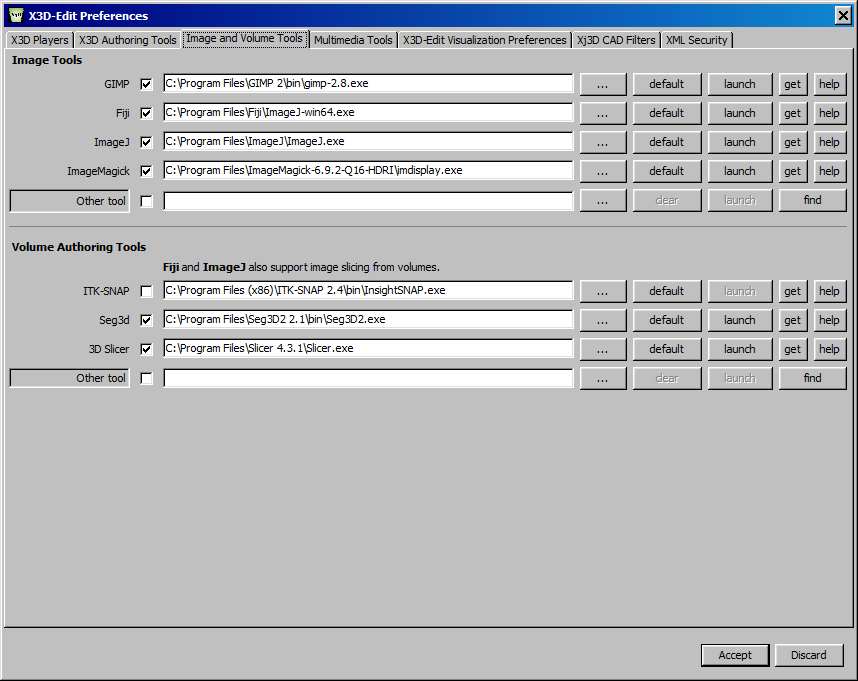 X3D-Edit Preferences
X3D Players X3D Authoring Tools Image and Volume Tools Multimedia Tools X3D-Edit Visualization Preferences Xj3D CAD Filters XML Security
Image Tools
GIMP C:\Program Files\GIMP 2\bin\gimp-2.8.exe ... default launch get help
Fiji C:\Program Files\Fiji\ImageJ-win64.exe ... default launch get help
ImageJ C:\Program Files\ImageJ\ImageJ.exe ... default launch get help
ImageMagick C:\Program Files\ImageMagick-6.9.2-Q16-HDRI\imdisplay.exe ... default launch get help
Other tool ... clear launch find
Volume Authoring Tools
Fiji and ImageJ also support image slicing from volumes.
ITK-SNAP C:\Program Files (x86)\ITK-SNAP 2.4\bin\InsightSNAP.exe ... default launch get help
Seg3d C:\Program Files\Seg3D2 2.1\bin\Seg3D2.exe ... default launch get help
3D Slicer C:\Program Files\Slicer 4.3.1\Slicer.exe ... default launch get help
Other tool ... clear launch find
Accept Discard